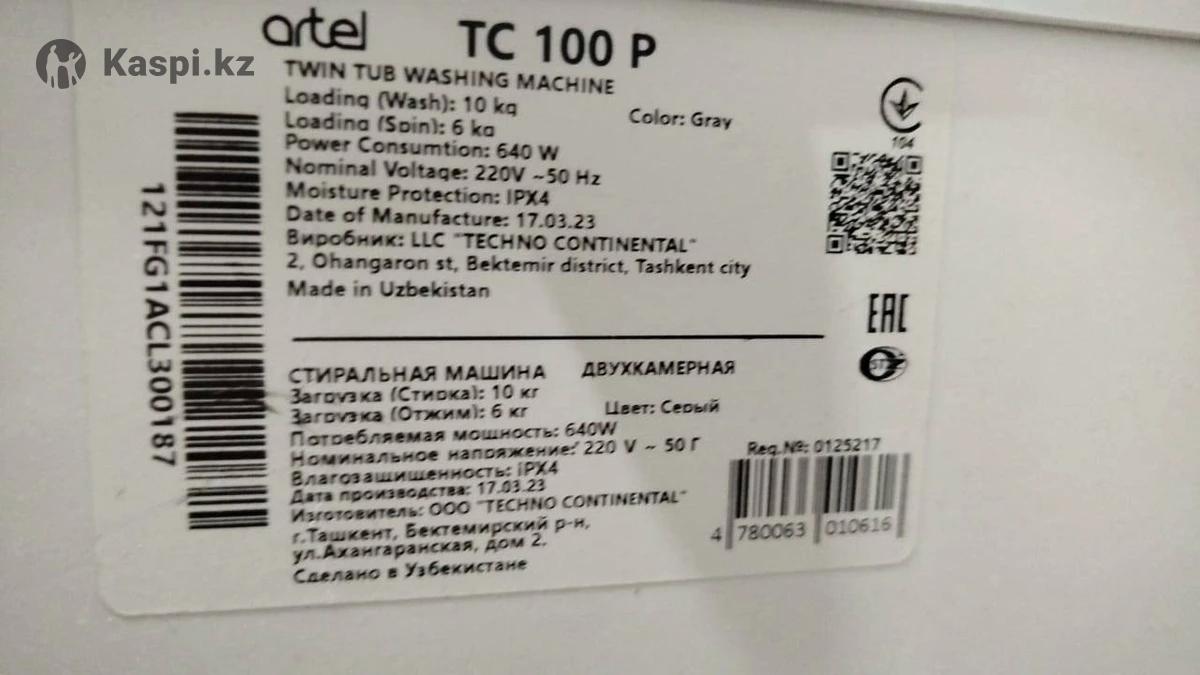 Kaspi.kz
artel TC 100 P
TWIN TUB WASHING MACHINE
Loading (Wash): 10 kg
Loading (Spin): 6 kg
Color: Gray
Power Consumtion: 640 W
Nominal Voltage: 220V ~50 Hz
Moisture Protection: IPX4
Date of Manufacture: 17.03.23
Виробник: LLC "TECHNO CONTINENTAL"
2, Ohangaron st, Bektemir district, Tashkent city
Made in Uzbekistan
104
EAC
121FG1ACL300187
СТИРАЛЬНАЯ МАШИНА ДВУХКАМЕРНАЯ
Загрузка (Стирка): 10 кг
Загрузка (Отжим): 6 кг
Цвет: Серый
Потребляемая мощность: 640W
Номинальное напряжение: 220 V ~ 50 Г
Влагозащищенность: IPX4
Дата производства: 17.03.23
Изготовитель: ООО "TECHNO CONTINENTAL"
г.Ташкент, Бектемирский р-н,
ул.Ахангаранская, дом 2.
Сделано в Узбекистане
Reg.№: 0125217
4 780063 010616